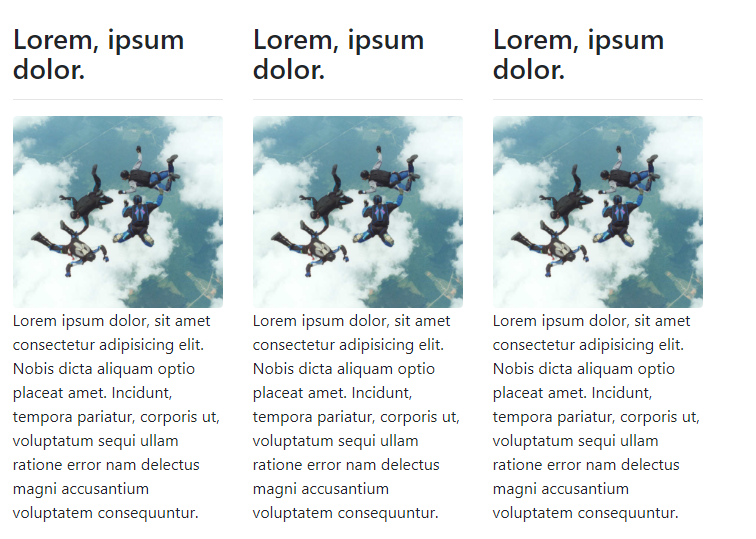 Lorem, ipsum
dolor.
Lorem ipsum dolor, sit amet
consectetur adipisicing elit.
Nobis dicta aliquam optio
placeat amet. Incidunt,
tempora pariatur, corporis ut,
voluptatum sequi ullam
ratione error nam delectus
magni accusantium
voluptatem consequuntur.
Lorem, ipsum
dolor.
Lorem ipsum dolor, sit amet
consectetur adipisicing elit.
Nobis dicta aliquam optio
placeat amet. Incidunt,
tempora pariatur, corporis ut,
voluptatum sequi ullam
ratione error nam delectus
magni accusantium
voluptatem consequuntur.
Lorem, ipsum
dolor.
Lorem ipsum dolor, sit amet
consectetur adipisicing elit.
Nobis dicta aliquam optio
placeat amet. Incidunt,
tempora pariatur, corporis ut,
voluptatum sequi ullam
ratione error nam delectus
magni accusantium
voluptatem consequuntur.